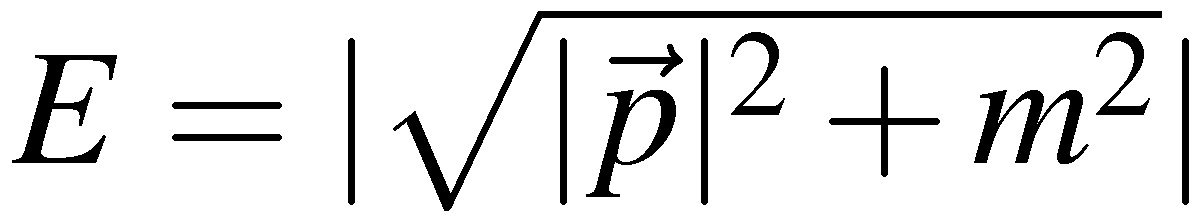 E = |√(|p⃗|² + m²)|